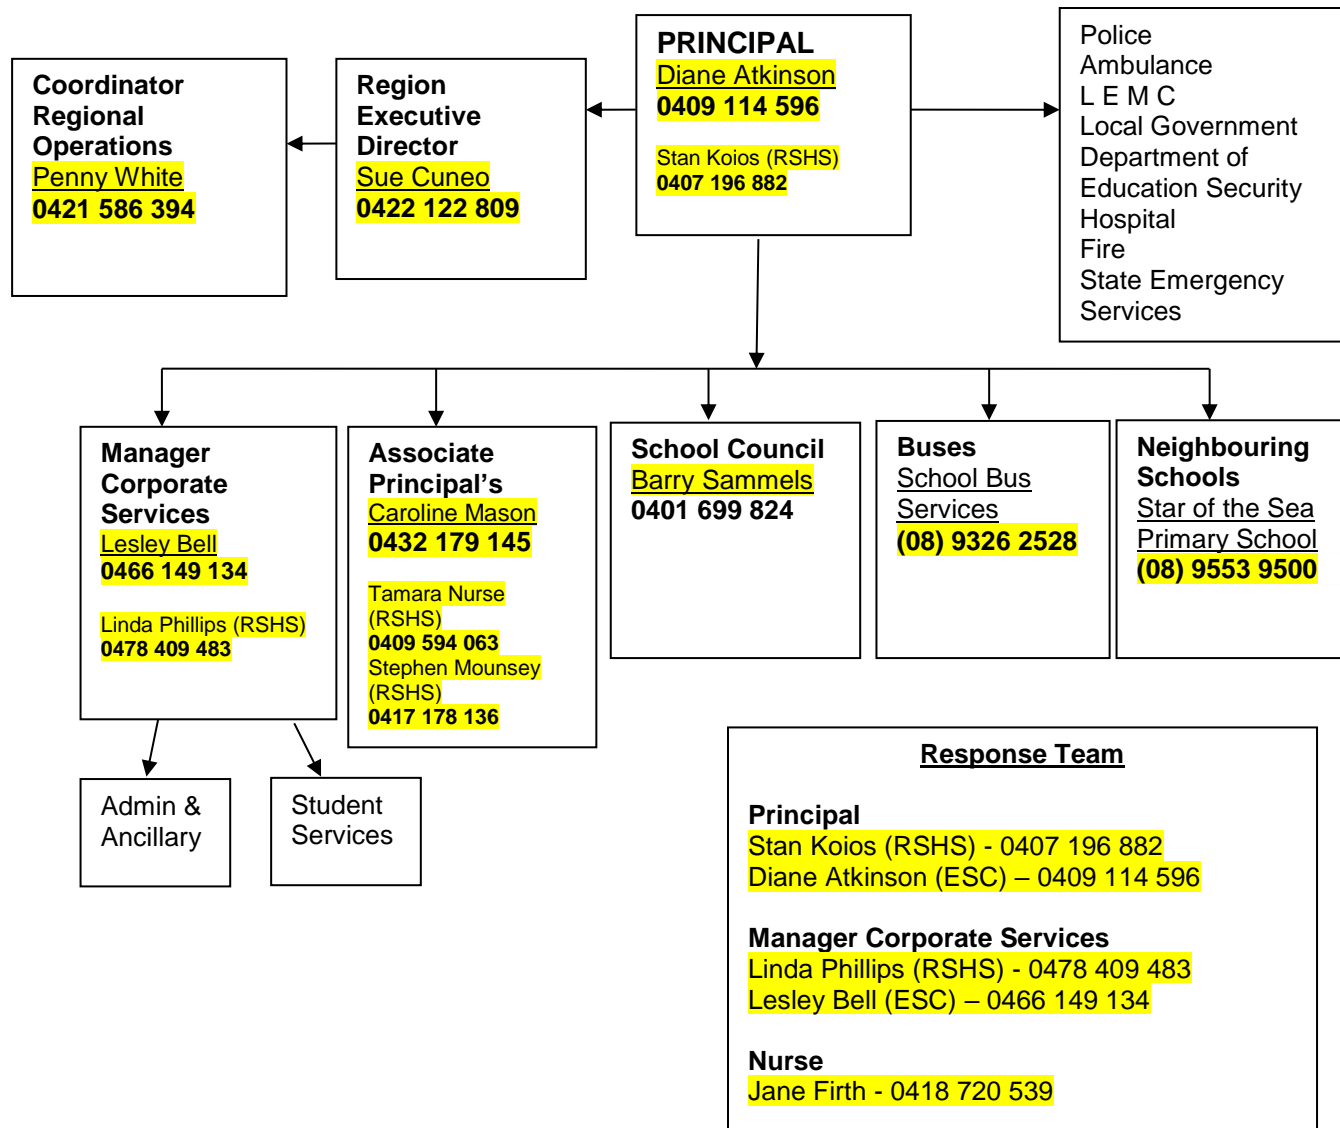 PRINCIPAL
Diane Atkinson
0409 114 596
Stan Koios (RSHS)
0407 196 882
Coordinator
Regional
Operations
Penny White
0421 586 394
Region
Executive
Director
Sue Cuneo
0422 122 809
Police
Ambulance
L E M C
Local Government
Department of
Education Security
Hospital
Fire
State Emergency
Services
Manager
Corporate
Services
Lesley Bell
0466 149 134
Linda Phillips (RSHS)
0478 409 483
Associate
Principal’s
Caroline Mason
0432 179 145
Tamara Nurse
(RSHS)
0409 594 063
Stephen Mounsey
(RSHS)
0417 178 136
School Council
Barry Sammels
0401 699 824
Buses
School Bus
Services
(08) 9326 2528
Neighbouring
Schools
Star of the Sea
Primary School
(08) 9553 9500
Admin &
Ancillary
Student
Services
Response Team
Principal
Stan Koios (RSHS) - 0407 196 882
Diane Atkinson (ESC) – 0409 114 596
Manager Corporate Services
Linda Phillips (RSHS) - 0478 409 483
Lesley Bell (ESC) – 0466 149 134
Nurse
Jane Firth - 0418 720 539